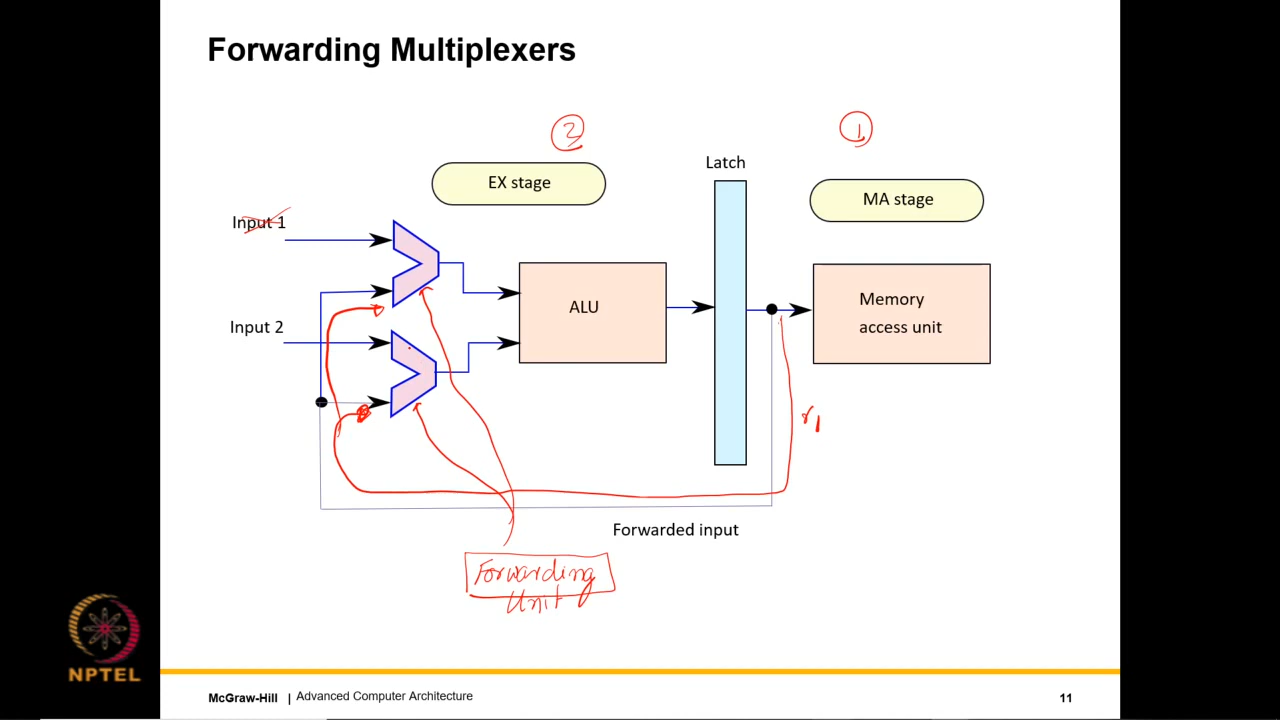 Forwarding Multiplexers
2
1
Latch
EX stage
MA stage
Input 1
ALU
Memory
access unit
Input 2
r1
Forwarded input
Forwarding
Unit
NPTEL
McGraw-Hill | Advanced Computer Architecture
11